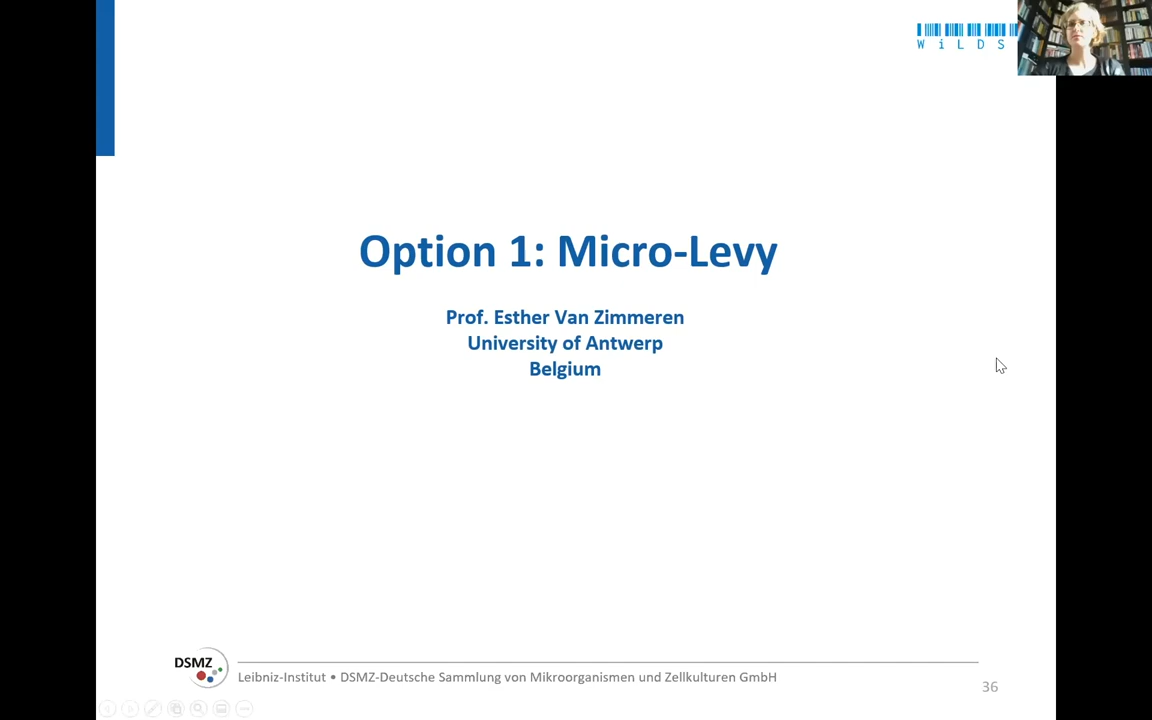 WiLDS
Option 1: Micro-Levy
Prof. Esther Van Zimmeren
University of Antwerp
Belgium
DSMZ
Leibniz-Institut • DSMZ-Deutsche Sammlung von Mikroorganismen und Zellkulturen GmbH
36